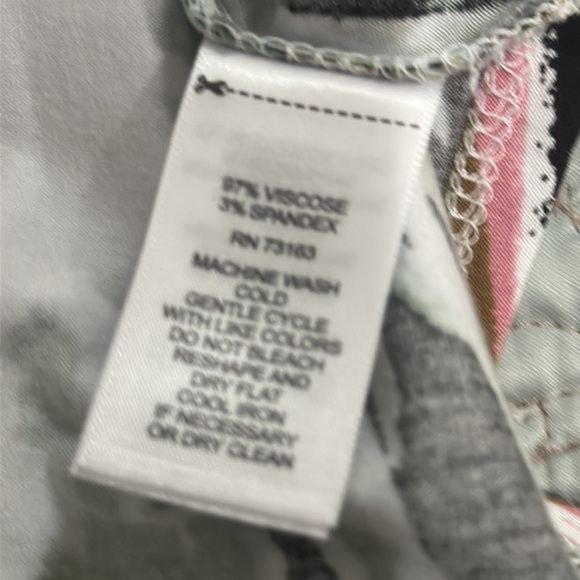 97% VISCOSE
3% SPANDEX
RN 73163
MACHINE WASH
COLD
GENTLE CYCLE
WITH LIKE COLORS
DO NOT BLEACH
RESHAPE AND
DRY FLAT
COOL IRON
IF NECESSARY
OR DRY CLEAN